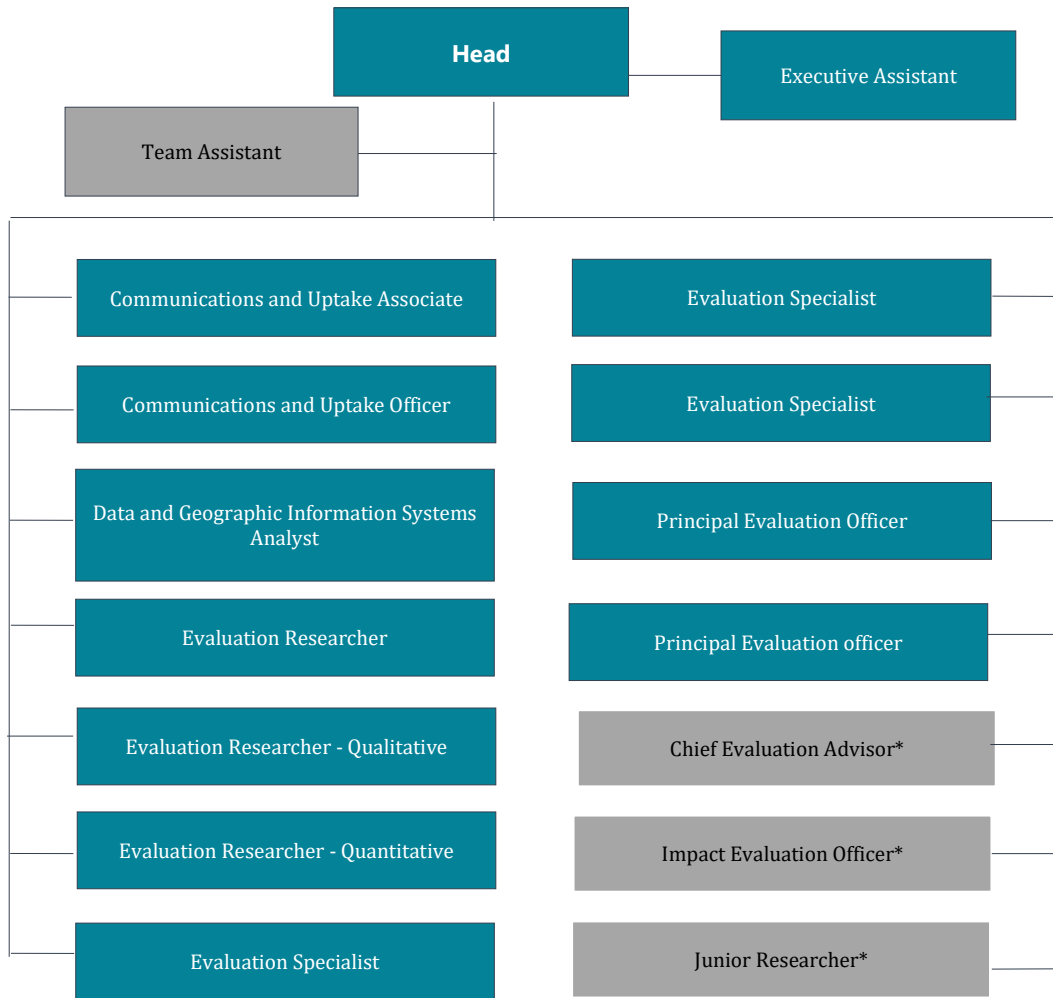 Head
Executive Assistant
Team Assistant
Communications and Uptake Associate
Communications and Uptake Officer
Data and Geographic Information Systems
Analyst
Evaluation Researcher
Evaluation Researcher - Qualitative
Evaluation Researcher - Quantitative
Evaluation Specialist
Evaluation Specialist
Evaluation Specialist
Principal Evaluation Officer
Principal Evaluation officer
Chief Evaluation Advisor*
Impact Evaluation Officer*
Junior Researcher*